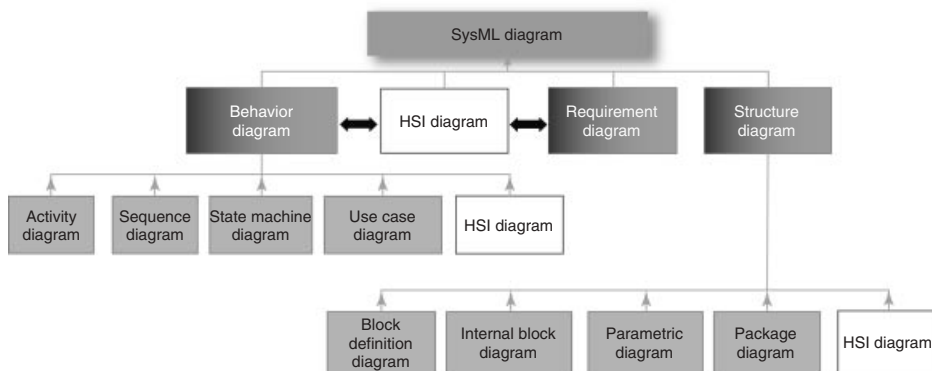 SysML diagram
Behavior
diagram
HSI diagram
Requirement
diagram
Structure
diagram
Activity
diagram
Sequence
diagram
State machine
diagram
Use case
diagram
HSI diagram
Block
definition
diagram
Internal block
diagram
Parametric
diagram
Package
diagram
HSI diagram